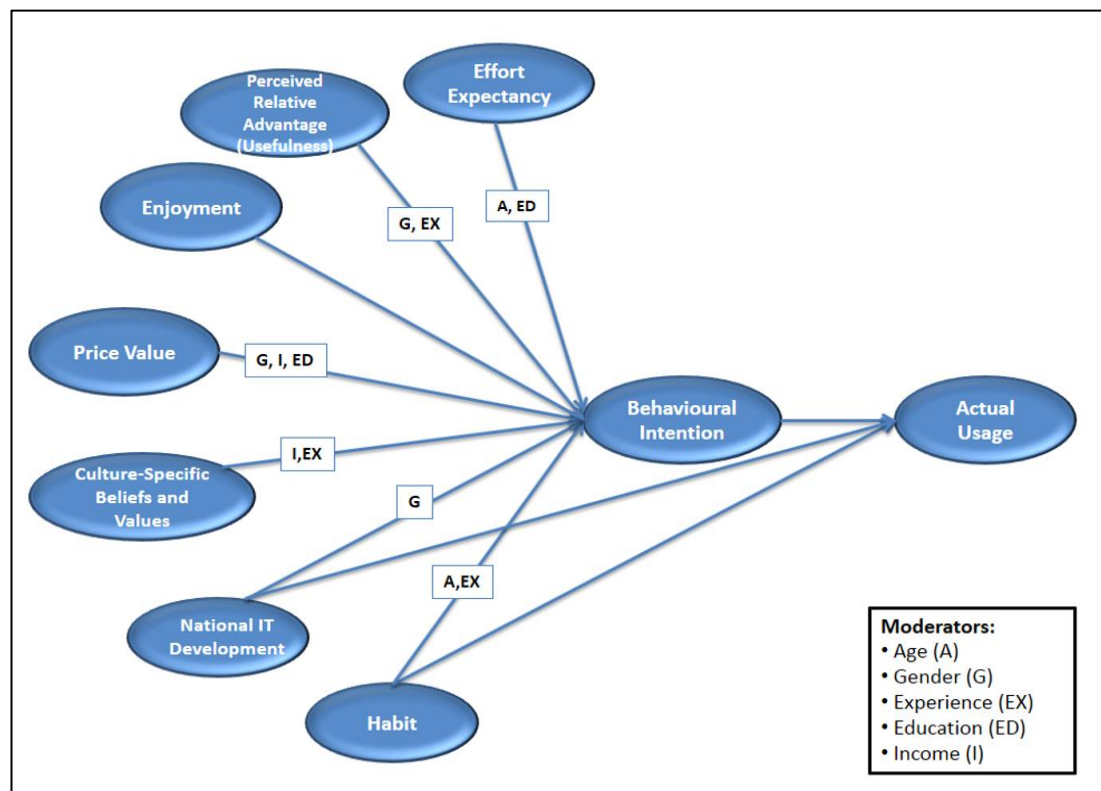 Perceived
Relative
Advantage
(Usefulness)
Effort
Expectancy
Enjoyment
G, EX
A, ED
Price Value
G, I, ED
Behavioural
Intention
Actual
Usage
Culture-Specific
Beliefs and
Values
I,EX
G
A,EX
National IT
Development
Habit
Moderators:
• Age (A)
• Gender (G)
• Experience (EX)
• Education (ED)
• Income (I)